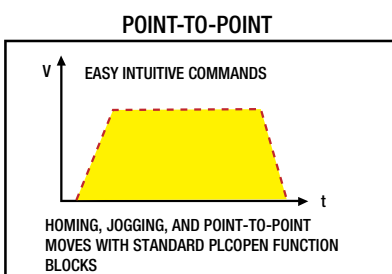 POINT-TO-POINT
V
EASY INTUITIVE COMMANDS
t
HOMING, JOGGING, AND POINT-TO-POINT
MOVES WITH STANDARD PLCOPEN FUNCTION
BLOCKS